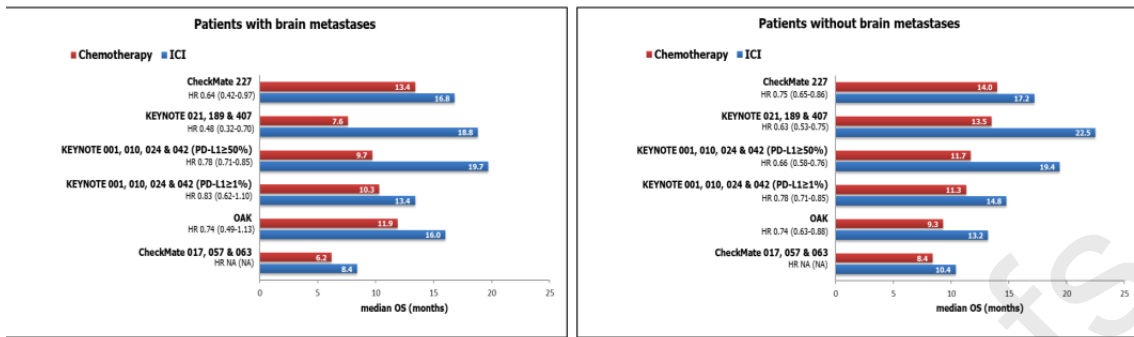 Patients with brain metastases
Chemotherapy ICI
CheckMate 227
HR 0.64 (0.42-0.97)
13.4
16.8
KEYNOTE 021, 189 & 407
HR 0.48 (0.32-0.70)
7.6
18.8
KEYNOTE 001, 010, 024 & 042 (PD-L1≥50%)
HR 0.78 (0.71-0.85)
9.7
19.7
KEYNOTE 001, 010, 024 & 042 (PD-L1≥1%)
HR 0.83 (0.62-1.10)
10.3
13.4
OAK
HR 0.74 (0.49-1.13)
11.9
16.0
CheckMate 017, 057 & 063
HR NA (NA)
6.2
8.4
0 5 10 15 20 25
median OS (months)
Patients without brain metastases
Chemotherapy ICI
CheckMate 227
HR 0.75 (0.65-0.86)
14.0
17.2
KEYNOTE 021, 189 & 407
HR 0.63 (0.53-0.75)
13.5
22.5
KEYNOTE 001, 010, 024 & 042 (PD-L1≥50%)
HR 0.66 (0.58-0.76)
11.7
19.4
KEYNOTE 001, 010, 024 & 042 (PD-L1≥1%)
HR 0.78 (0.71-0.85)
11.3
14.8
OAK
HR 0.74 (0.63-0.88)
9.3
13.2
CheckMate 017, 057 & 063
HR NA (NA)
8.4
10.4
0 5 10 15 20 25
median OS (months)